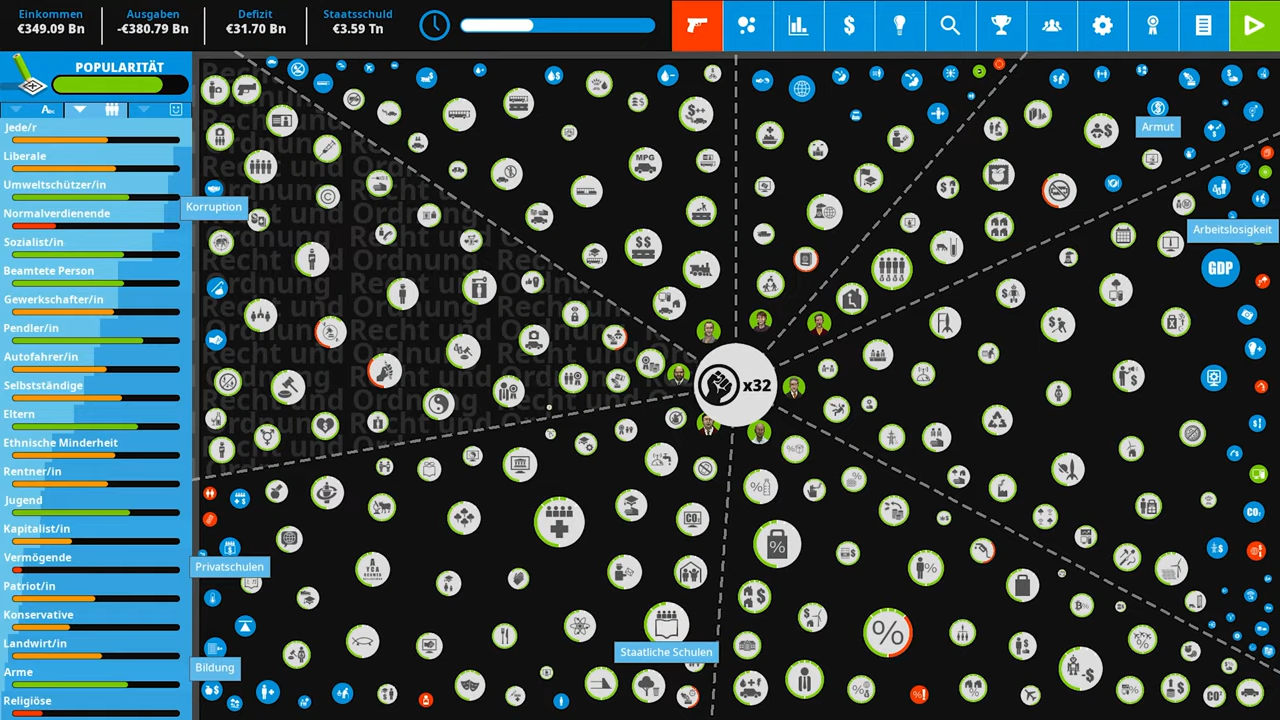 Einkommen
€349.09 Bn
Ausgaben
-€380.79 Bn
Defizit
€31.70 Bn
Staatsschuld
€3.59 Tn
POPULARITÄT
Jede/r
Liberale
Umweltschützer/in
Normalverdienende
Sozialist/in
Beamtete Person
Gewerkschafter/in
Pendler/in
Autofahrer/in
Selbstständige
Eltern
Ethnische Minderheit
Rentner/in
Jugend
Kapitalist/in
Vermögende
Patriot/in
Konservative
Landwirt/in
Arme
Religiöse
Korruption
Privatschulen
Bildung
Staatliche Schulen
Armut
Arbeitslosigkeit
GDP
x32
MPG
CO²
Recht und Ordnung